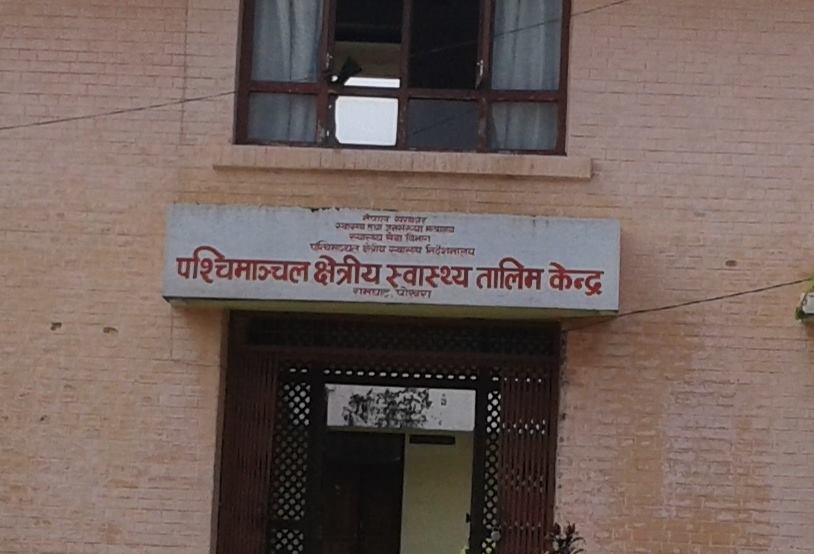 नेपाल सरकार
स्वास्थ्य तथा जनसंख्या मन्त्रालय
स्वास्थ्य सेवा विभाग
पश्चिमाञ्चल क्षेत्रीय स्वास्थ्य निर्देशनालय
पश्चिमाञ्चल क्षेत्रीय स्वास्थ्य तालिम केन्द्र
रामघाट, पोखरा